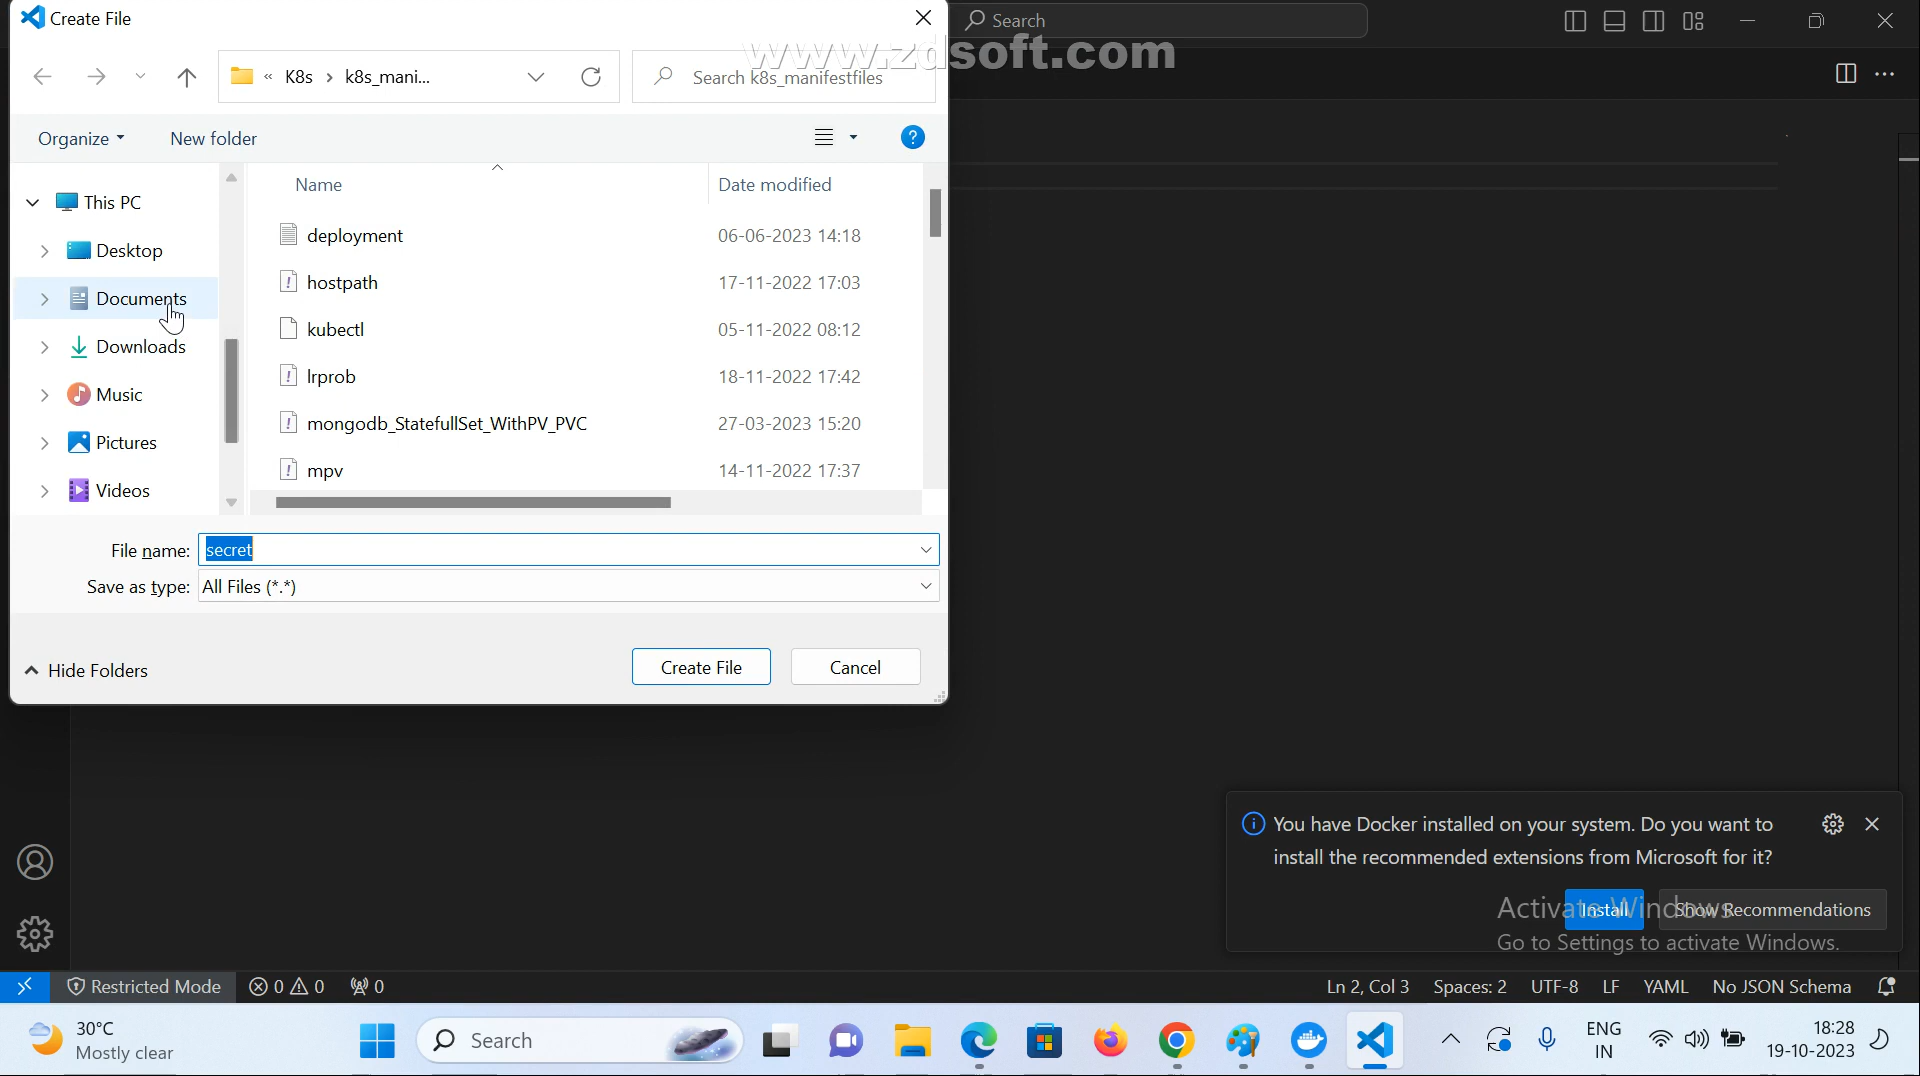 Create File
Search
www.zdsoft.com
« K8s › k8s_mani...
Search k8s_manifestfiles
Organize
New folder
Name
Date modified
This PC
Desktop
Documents
Downloads
Music
Pictures
Videos
deployment 06-06-2023 14:18
hostpath 17-11-2022 17:03
kubectl 05-11-2022 08:12
lrprob 18-11-2022 17:42
mongodb_StatefullSet_WithPV_PVC 27-03-2023 15:20
mpv 14-11-2022 17:37
File name: secret
Save as type: All Files (*.*)
Hide Folders
Create File
Cancel
You have Docker installed on your system. Do you want to
install the recommended extensions from Microsoft for it?
Install
Show Recommendations
Activate Windows
Go to Settings to activate Windows.
Restricted Mode
0 0
0
Ln 2, Col 3
Spaces: 2
UTF-8
LF
YAML
No JSON Schema
30°C
Mostly clear
Search
ENG
IN
18:28
19-10-2023